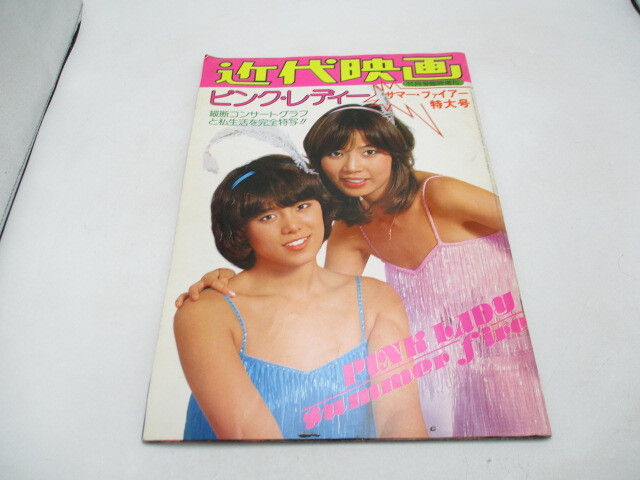 近代映画
ピンク・レディー
サマー・ファイアー
特大号
縦断コンサートグラフ
と私生活を完全特写!!
PINK LADY
Summer Fire